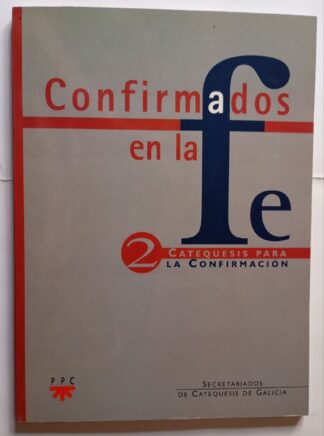 Confirmados
en la fe
2 CATEQUESIS PARA
LA CONFIRMACIÓN
PPC
SECRETARIADOS
DE CATEQUESIS DE GALICIA